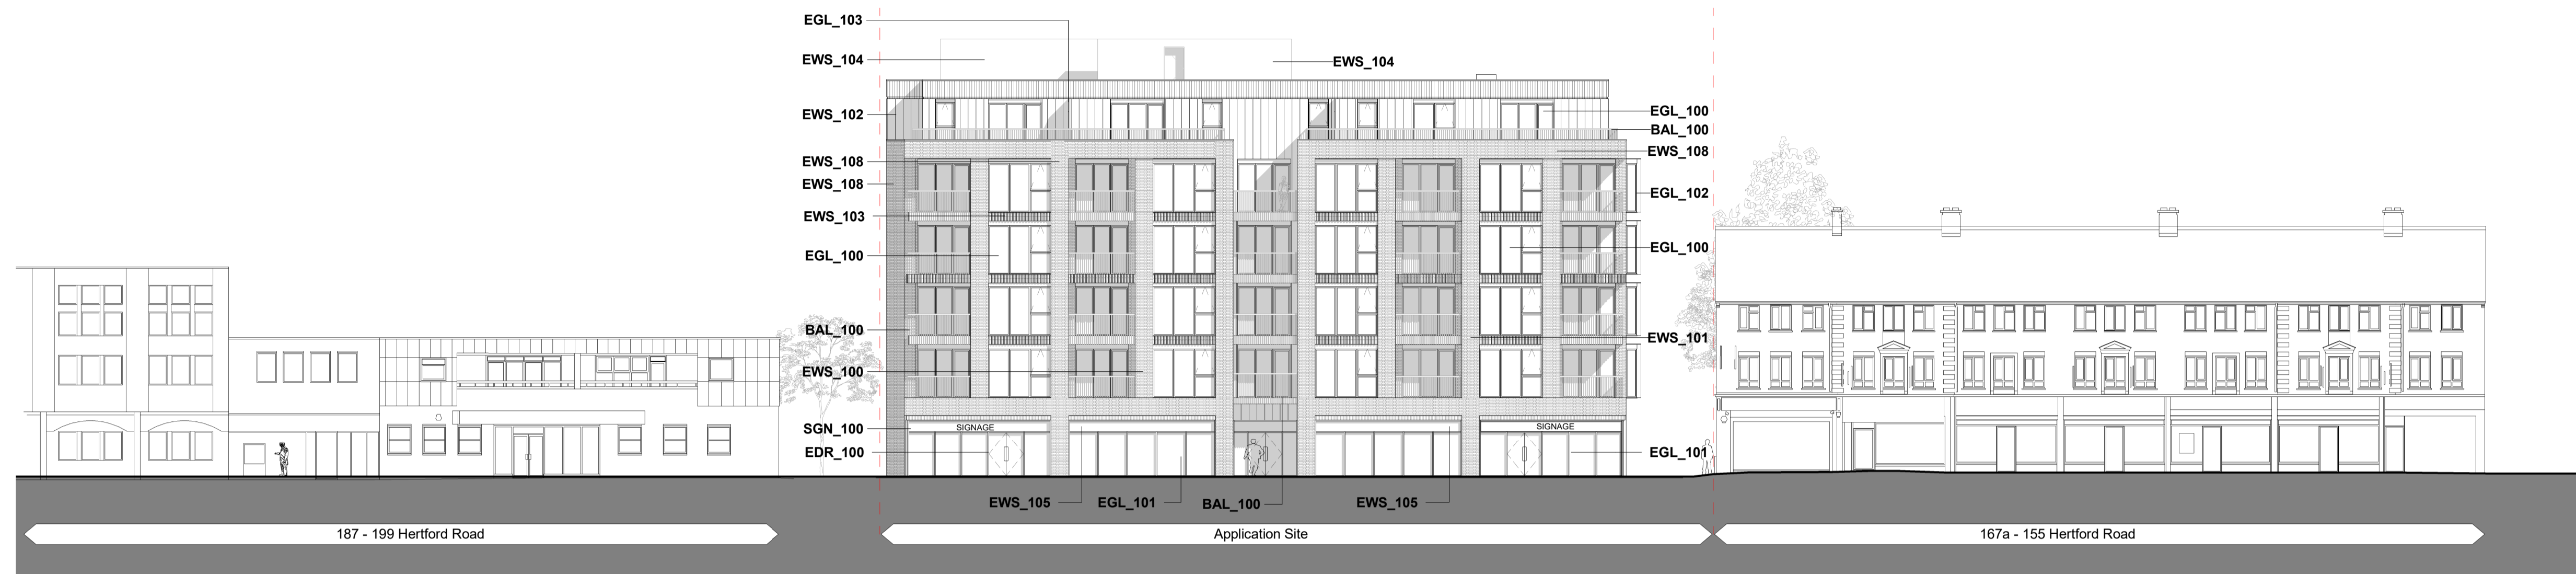 EGL_103
EWS_104
EWS_104
EWS_102
EGL_100
BAL_100
EWS_108
EWS_108
EWS_108
EGL_102
EWS_103
EGL_100
EGL_100
BAL_100
EWS_101
EWS_100
SGN_100
SIGNAGE
SIGNAGE
EDR_100
EGL_101
EWS_105
EGL_101
BAL_100
EWS_105
187 - 199 Hertford Road
Application Site
167a - 155 Hertford Road